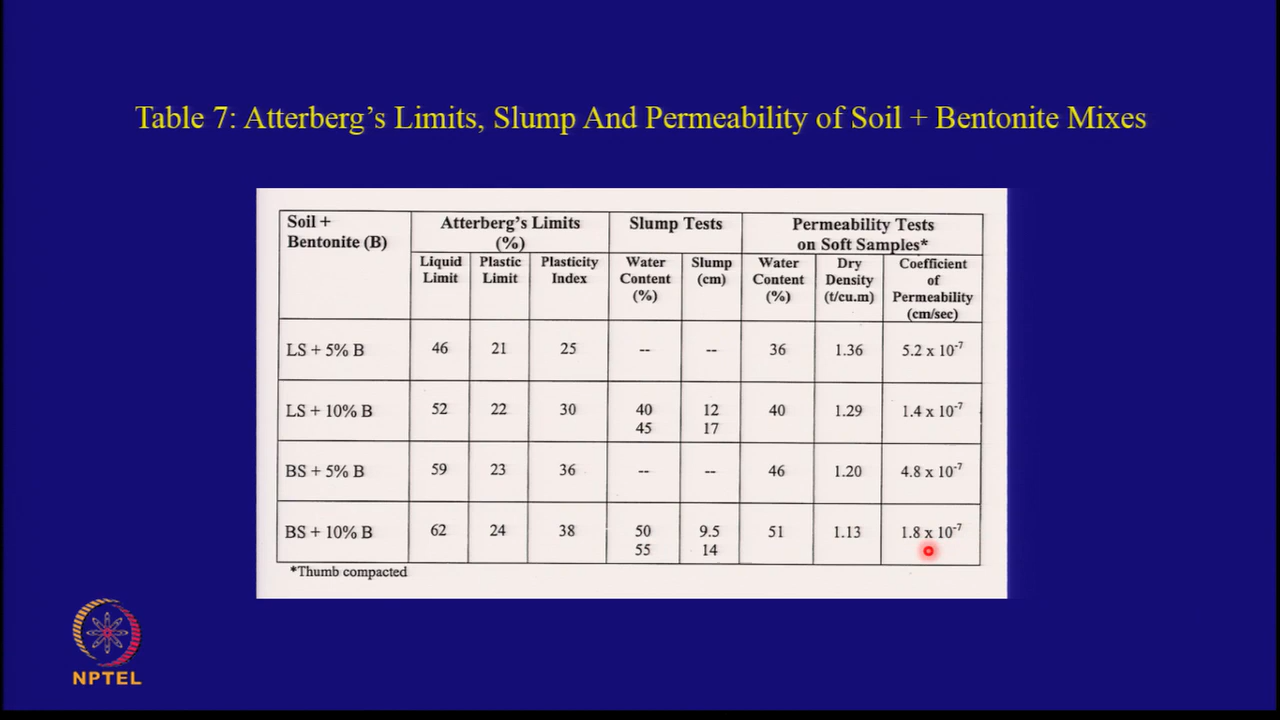 Table 7: Atterberg's Limits, Slump And Permeability of Soil + Bentonite Mixes
Soil + Bentonite (B) Atterberg's Limits (%) Slump Tests Permeability Tests on Soft Samples*
Liquid Limit Plastic Limit Plasticity Index Water Content (%) Slump (cm) Water Content (%) Dry Density (t/cu.m) Coefficient of Permeability (cm/sec)
LS + 5% B 46 21 25 -- -- 36 1.36 5.2 x 10⁻⁷
LS + 10% B 52 22 30 40 12 40 1.29 1.4 x 10⁻⁷
45 17
BS + 5% B 59 23 36 -- -- 46 1.20 4.8 x 10⁻⁷
BS + 10% B 62 24 38 50 9.5 51 1.13 1.8 x 10⁻⁷
55 14
*Thumb compacted
NPTEL